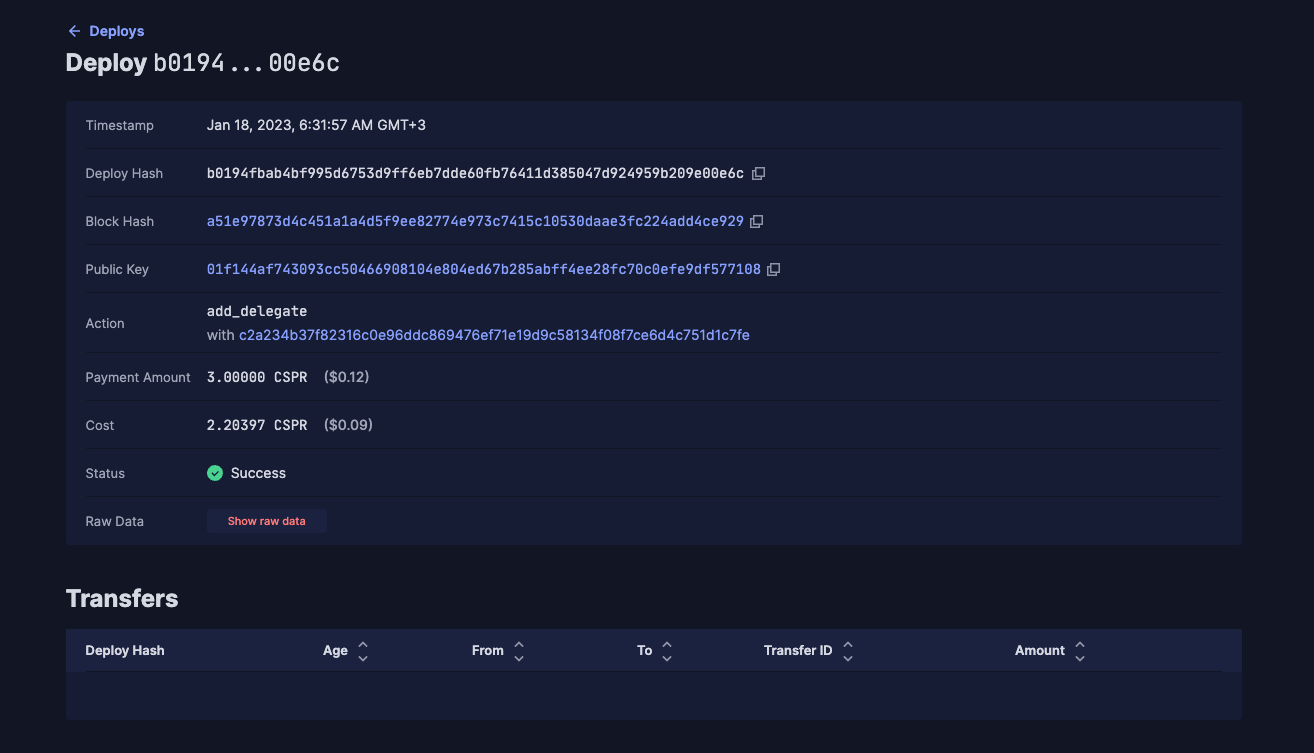 Deploys
Deploy b0194...00e6c
Timestamp Jan 18, 2023, 6:31:57 AM GMT+3
Deploy Hash b0194fbab4bf995d6753d9ff6eb7dde60fb76411d385047d924959b209e00e6c
Block Hash a51e97873d4c451a1a4d5f9ee82774e973c7415c10530daae3fc224add4ce929
Public Key 01f144af743093cc50466908104e804ed67b285abff4ee28fc70c0efe9df577108
Action add_delegate
with c2a234b37f82316c0e96ddc869476ef71e19d9c58134f08f7ce6d4c751d1c7fe
Payment Amount 3.00000 CSPR ($0.12)
Cost 2.20397 CSPR ($0.09)
Status Success
Raw Data Show raw data
Transfers
Deploy Hash Age From To Transfer ID Amount